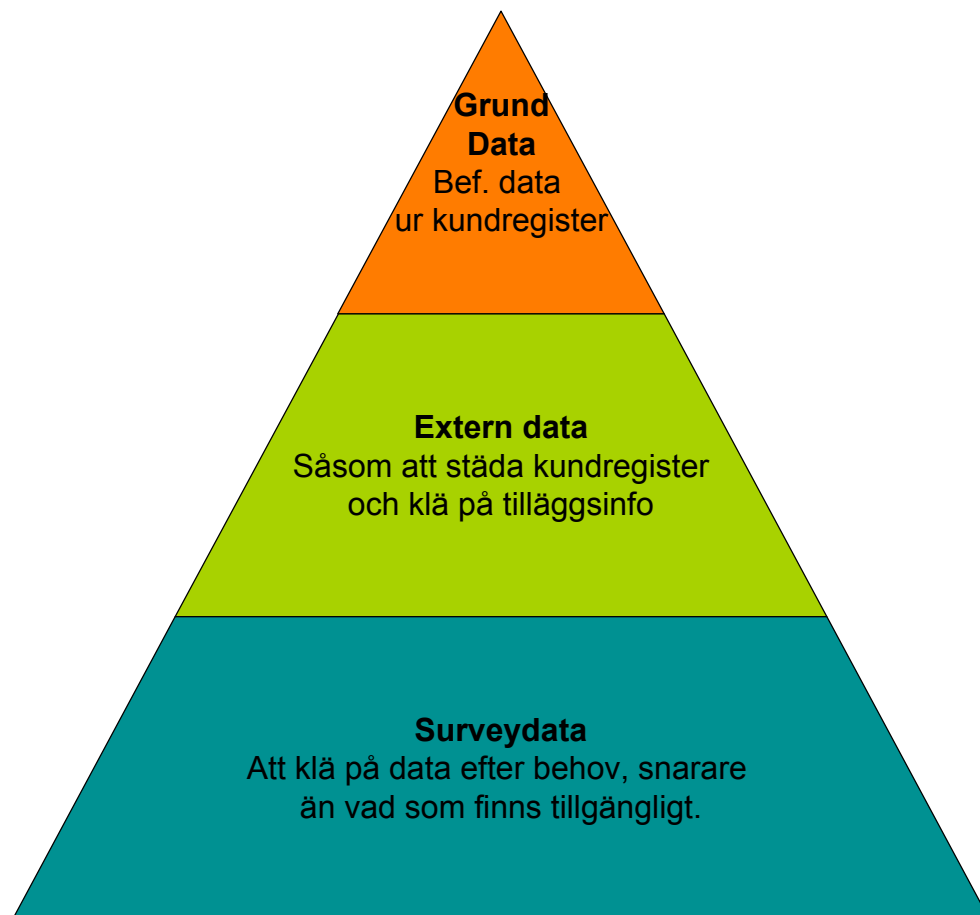 Grund
Data
Bef. data
ur kundregister
Extern data
Såsom att städa kundregister
och klä på tilläggsinfo
Surveydata
Att klä på data efter behov, snarare
än vad som finns tillgängligt.